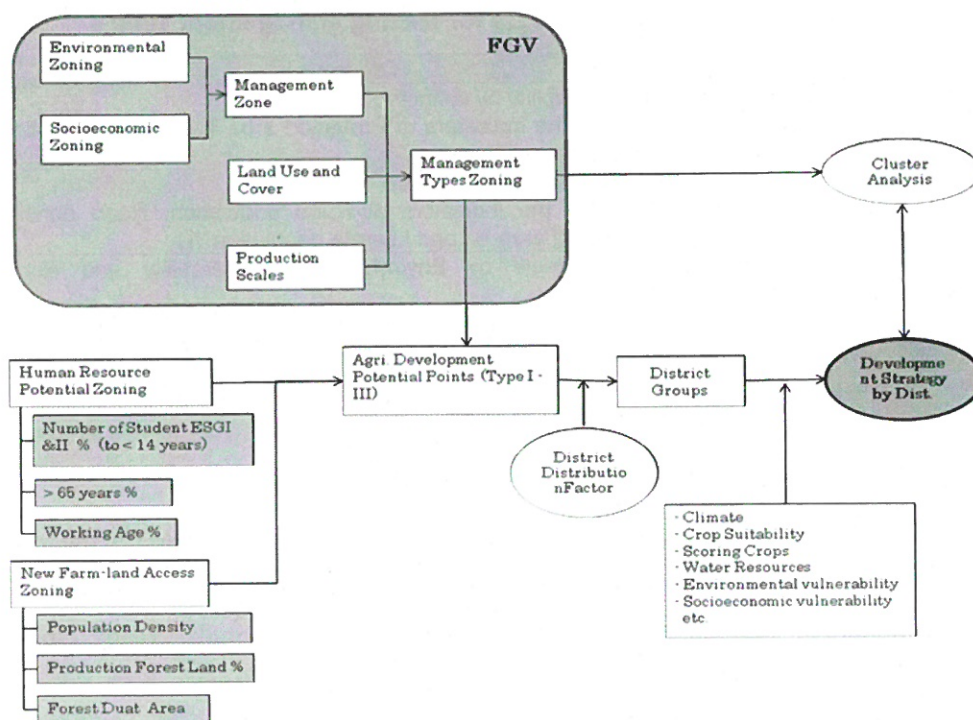 FGV
Environmental
Zoning
Socioeconomic
Zoning
Management
Zone
Land Use and
Cover
Production
Scales
Management
Types Zoning
Cluster
Analysis
Human Resource
Potential Zoning
Number of Student ESGI
&II % (to < 14 years)
> 65 years %
Working Age %
New Farm-land Access
Zoning
Population Density
Production Forest Land %
Forest Duat Area
Agri. Development
Potential Points (Type I -
III)
District
Groups
District
Distributio
nFactor
Developme
nt Strategy
by Dist.
- Climate
- Crop Suitability
- Scoring Crops
- Water Resources
- Environmental vulnerability
- Socioeconomic vulnerability
etc.